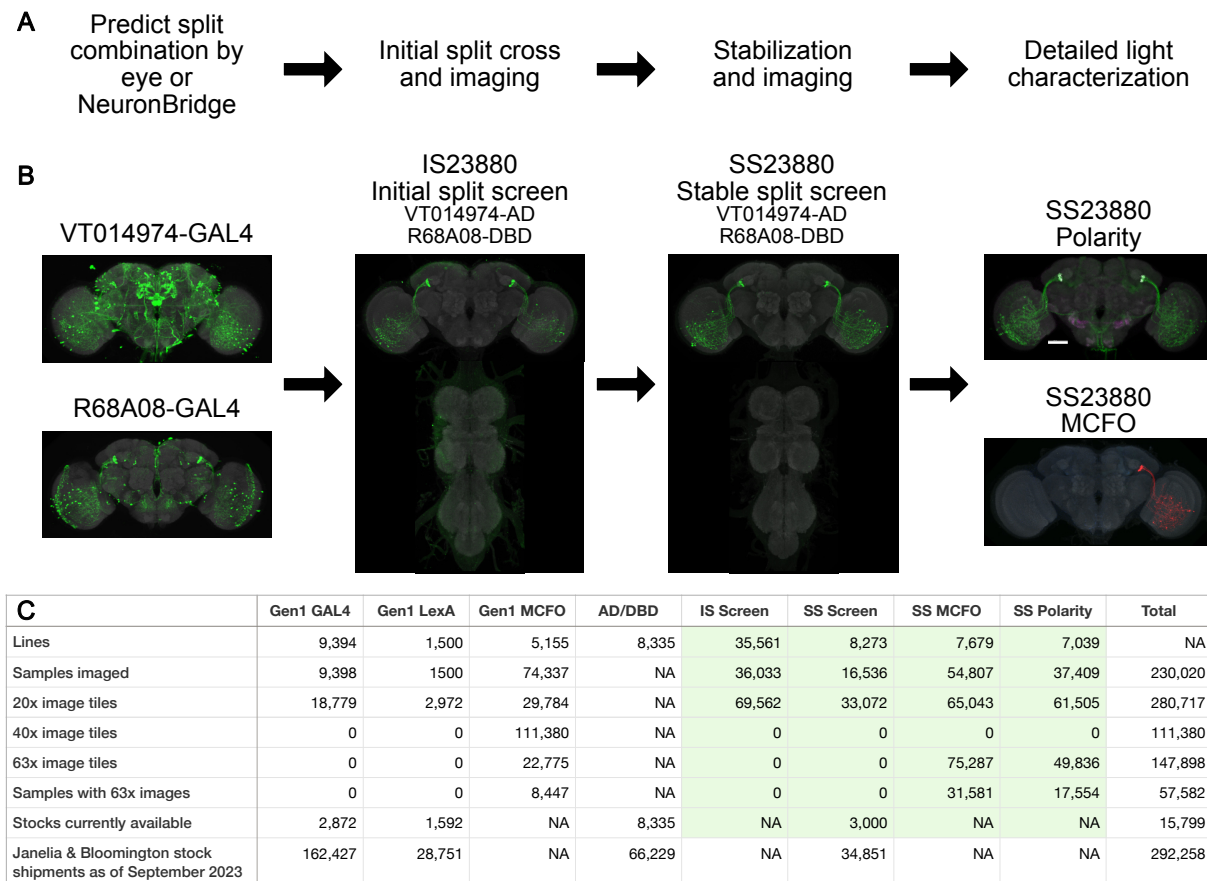 A
Predict split
combination by
eye or
NeuronBridge
Initial split cross
and imaging
Stabilization
and imaging
Detailed light
characterization
B
VT014974-GAL4
R68A08-GAL4
IS23880
Initial split screen
VT014974-AD
R68A08-DBD
SS23880
Stable split screen
VT014974-AD
R68A08-DBD
SS23880
Polarity
SS23880
MCFO
C Gen1 GAL4 Gen1 LexA Gen1 MCFO AD/DBD IS Screen SS Screen SS MCFO SS Polarity Total
Lines 9,394 1,500 5,155 8,335 35,561 8,273 7,679 7,039 NA
Samples imaged 9,398 1500 74,337 NA 36,033 16,536 54,807 37,409 230,020
20x image tiles 18,779 2,972 29,784 NA 69,562 33,072 65,043 61,505 280,717
40x image tiles 0 0 111,380 NA 0 0 0 0 111,380
63x image tiles 0 0 22,775 NA 0 0 75,287 49,836 147,898
Samples with 63x images 0 0 8,447 NA 0 0 31,581 17,554 57,582
Stocks currently available 2,872 1,592 NA 8,335 NA 3,000 NA NA 15,799
Janelia & Bloomington stock
shipments as of September 2023 162,427 28,751 NA 66,229 NA 34,851 NA NA 292,258